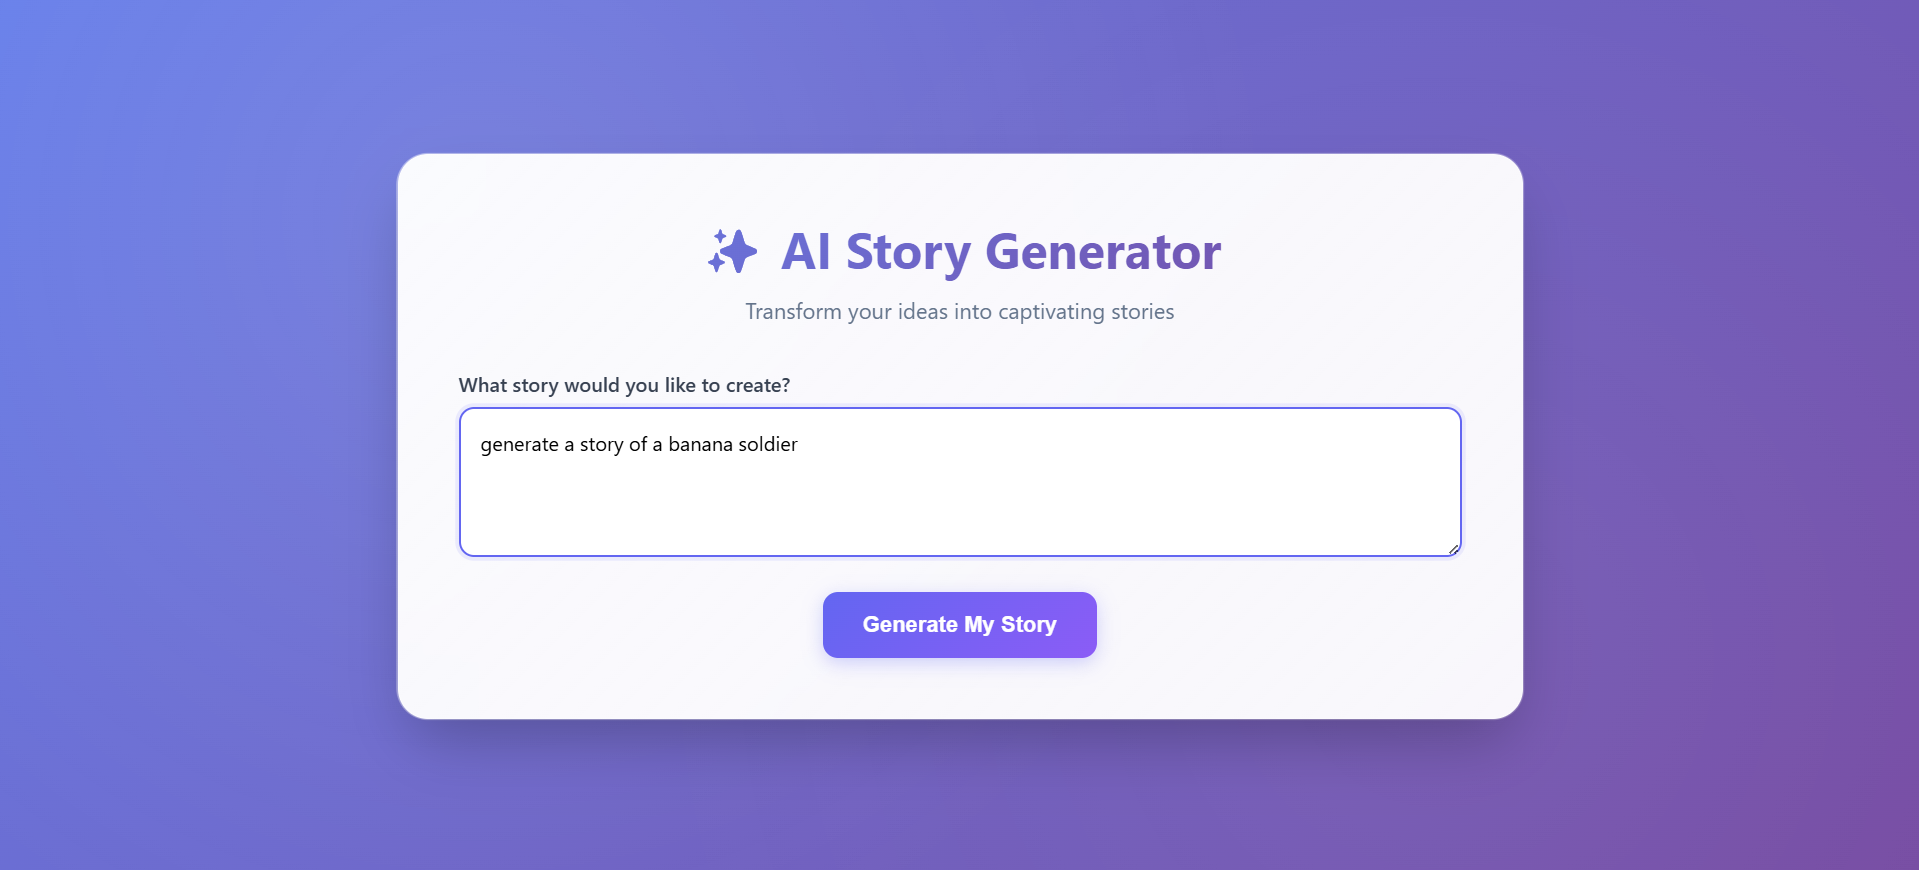 AI Story Generator
Transform your ideas into captivating stories
What story would you like to create?
generate a story of a banana soldier
Generate My Story